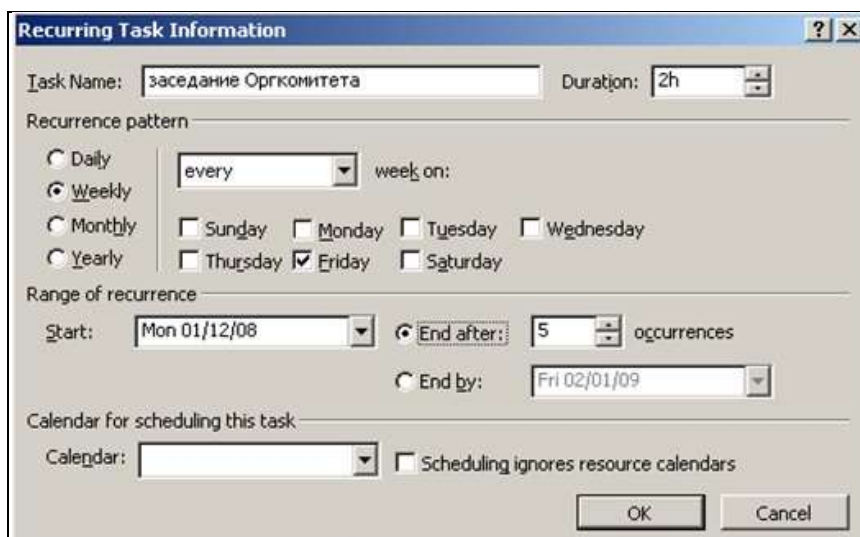 Recurring Task Information
Task Name: заседание Оргкомитета Duration: 2h
Recurrence pattern
Daily
every week on:
Weekly
Monthly Sunday Monday Tuesday Wednesday
Yearly Thursday Friday Saturday
Range of recurrence
Start: Mon 01/12/08 End after: 5 occurrences
End by: Fri 02/01/09
Calendar for scheduling this task
Calendar: Scheduling ignores resource calendars
OK Cancel